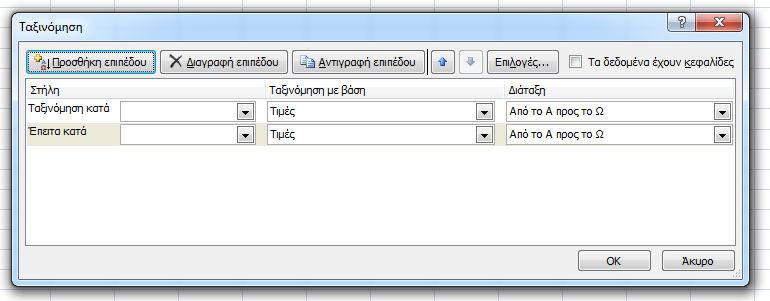 Ταξινόμηση
Προσθήκη επιπέδου Διαγραφή επιπέδου Αντιγραφή επιπέδου Επιλογές... Τα δεδομένα έχουν κεφαλίδες
Στήλη Ταξινόμηση με βάση Διάταξη
Ταξινόμηση κατά Τιμές Από το Α προς το Ω
Έπειτα κατά Τιμές Από το Α προς το Ω
OK Άκυρο